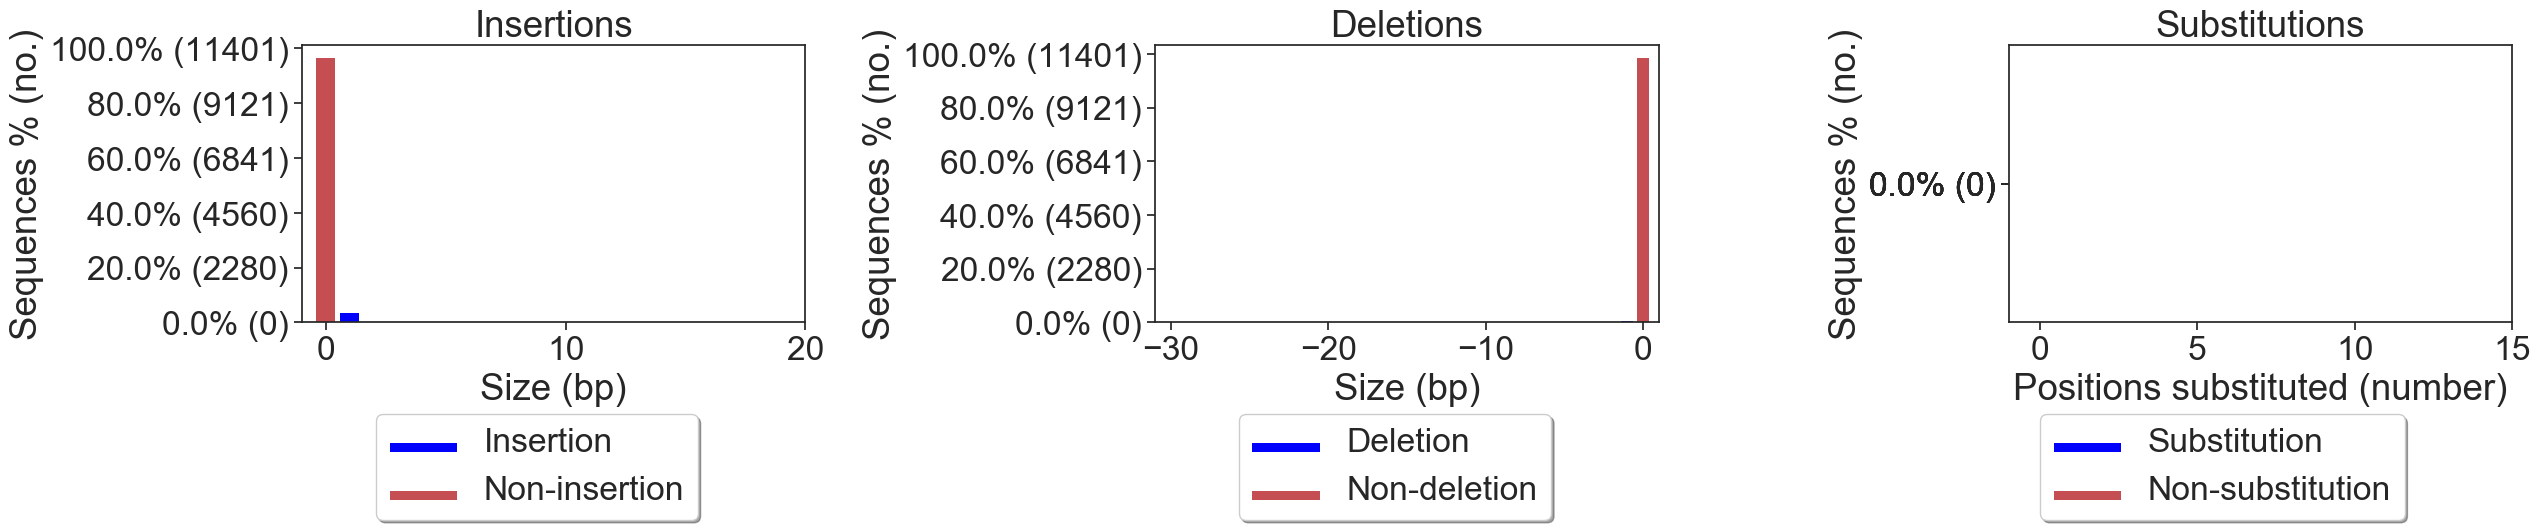 Insertions
Sequences % (no.)
100.0% (11401)
80.0% (9121)
60.0% (6841)
40.0% (4560)
20.0% (2280)
0.0% (0)
0
10
20
Size (bp)
Insertion
Non-insertion
Deletions
Sequences % (no.)
100.0% (11401)
80.0% (9121)
60.0% (6841)
40.0% (4560)
20.0% (2280)
0.0% (0)
−30
−20
−10
0
Size (bp)
Deletion
Non-deletion
Substitutions
Sequences % (no.)
0.0% (0)
0
5
10
15
Positions substituted (number)
Substitution
Non-substitution